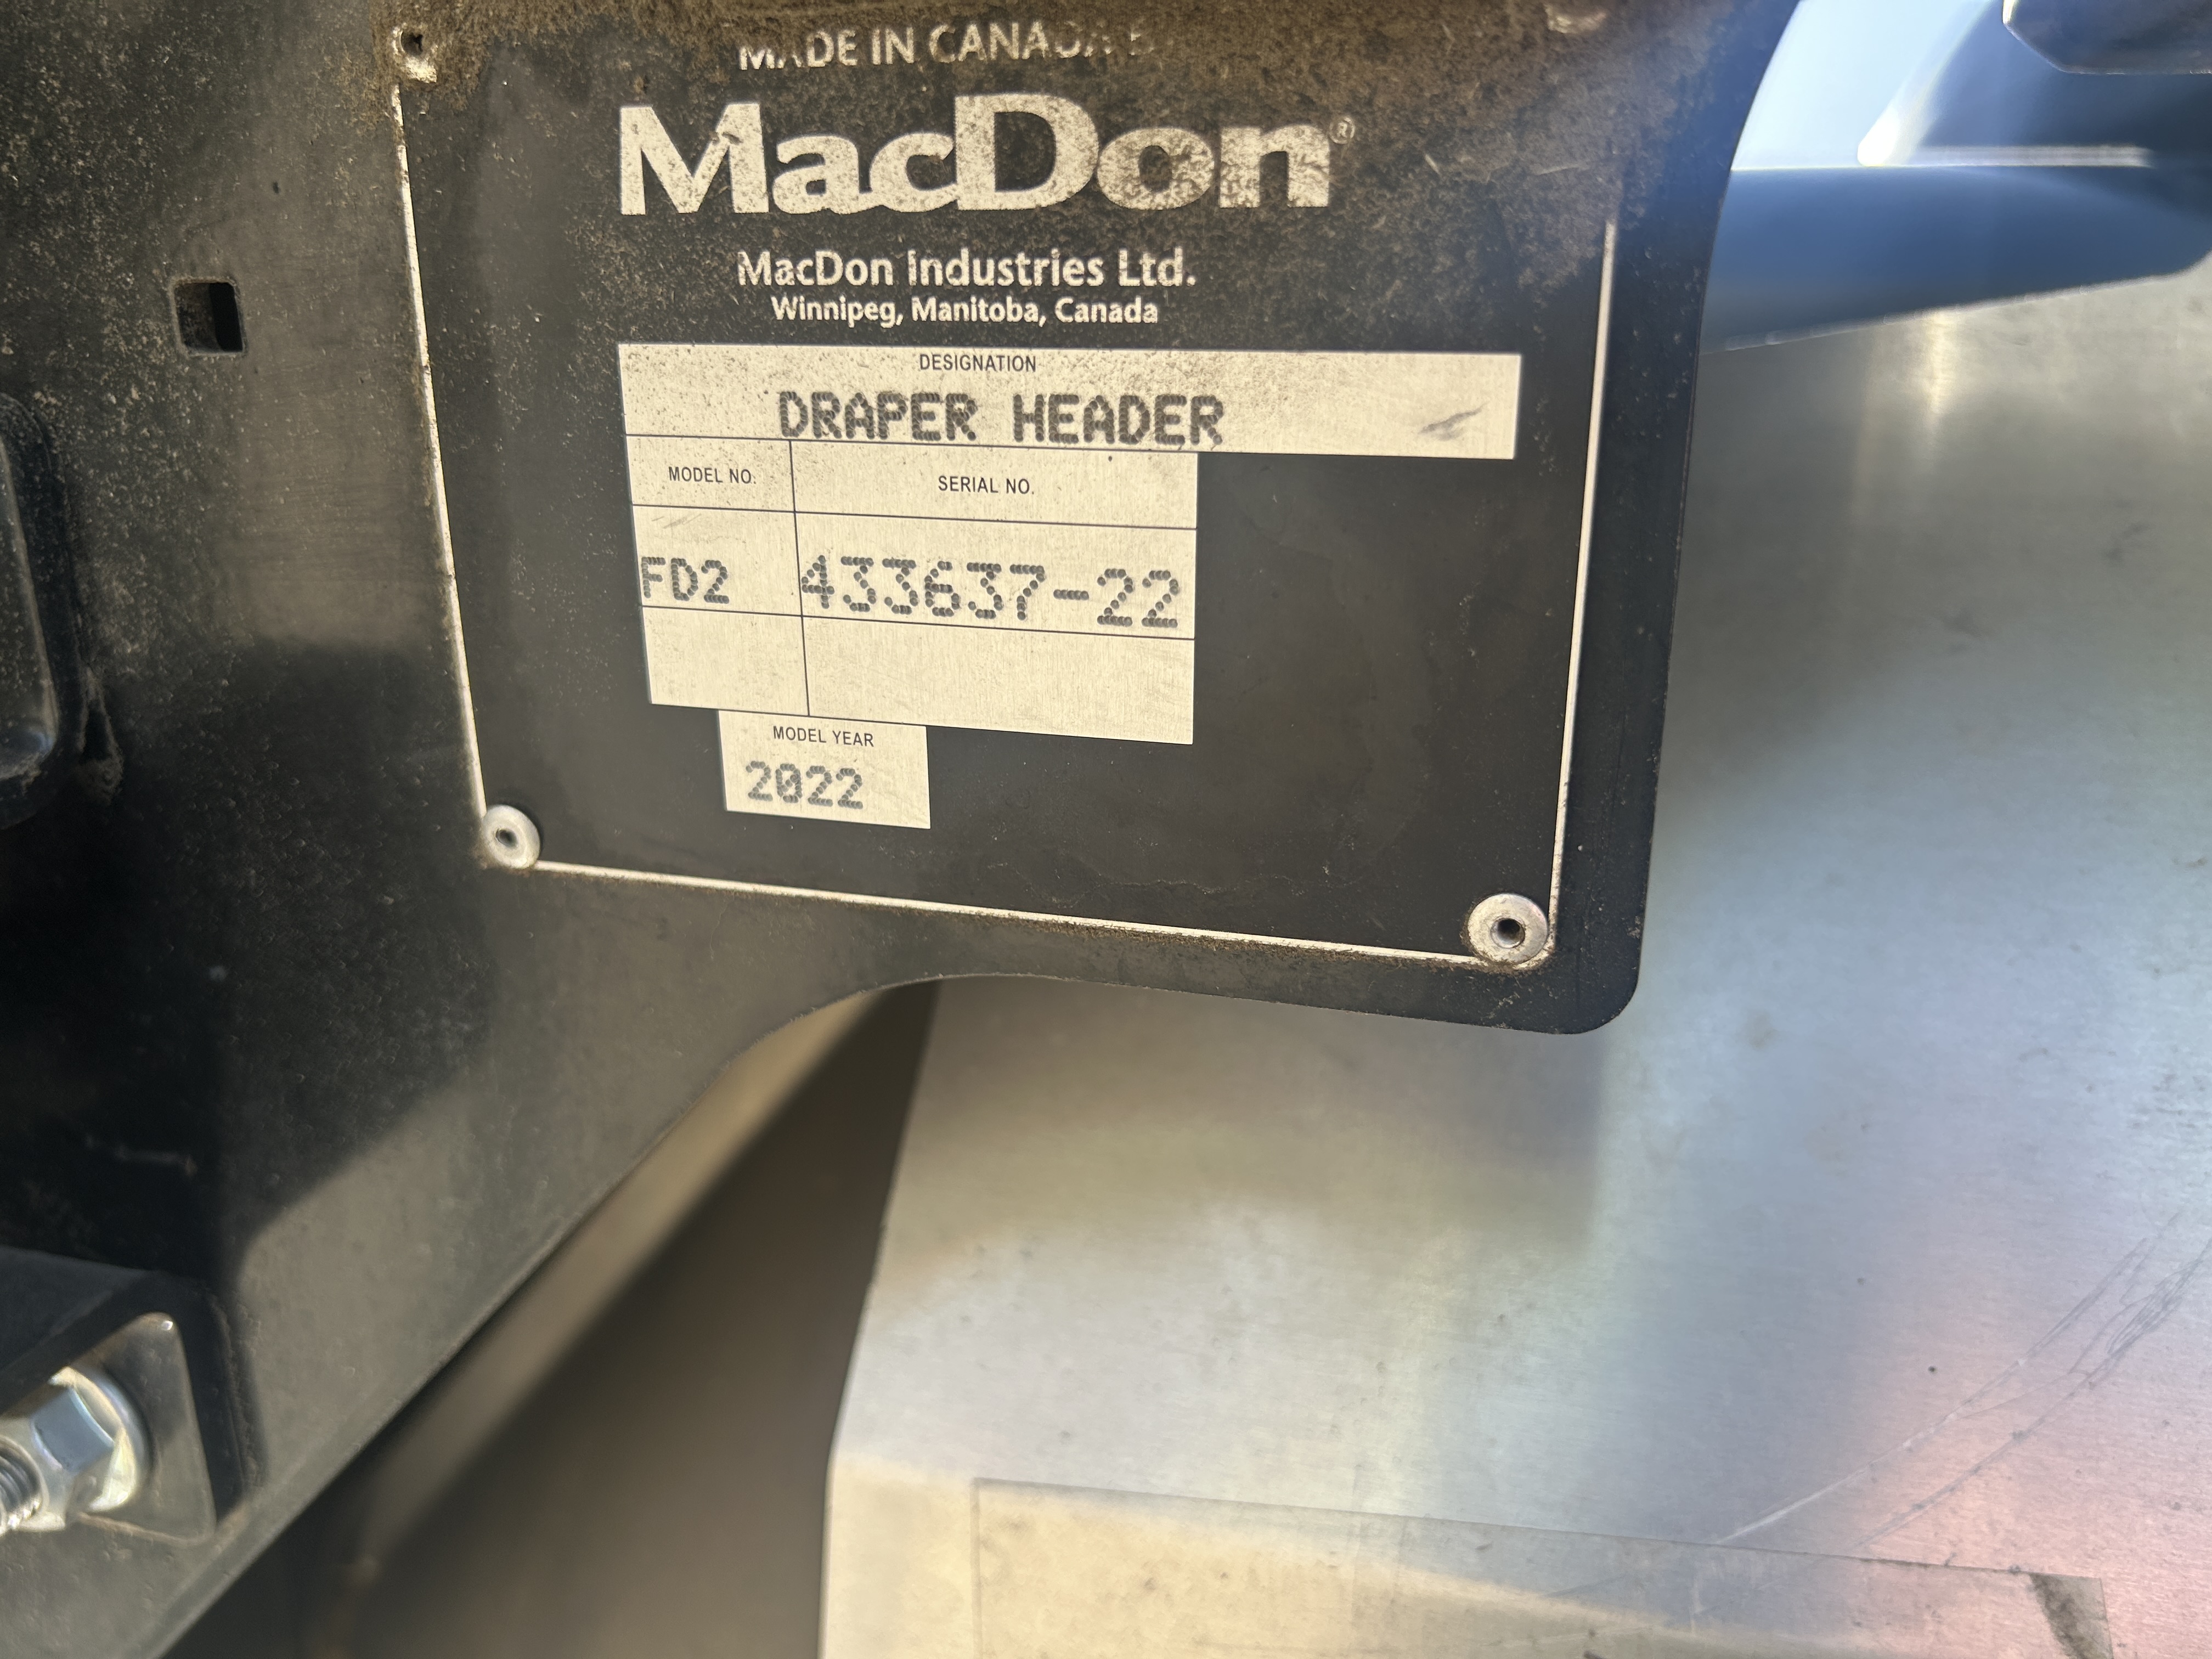 MADE IN CANADA
MacDon®
MacDon Industries Ltd.
Winnipeg, Manitoba, Canada
DESIGNATION
DRAPER HEADER
MODEL NO. SERIAL NO.
FD2 433637-22
MODEL YEAR
2022